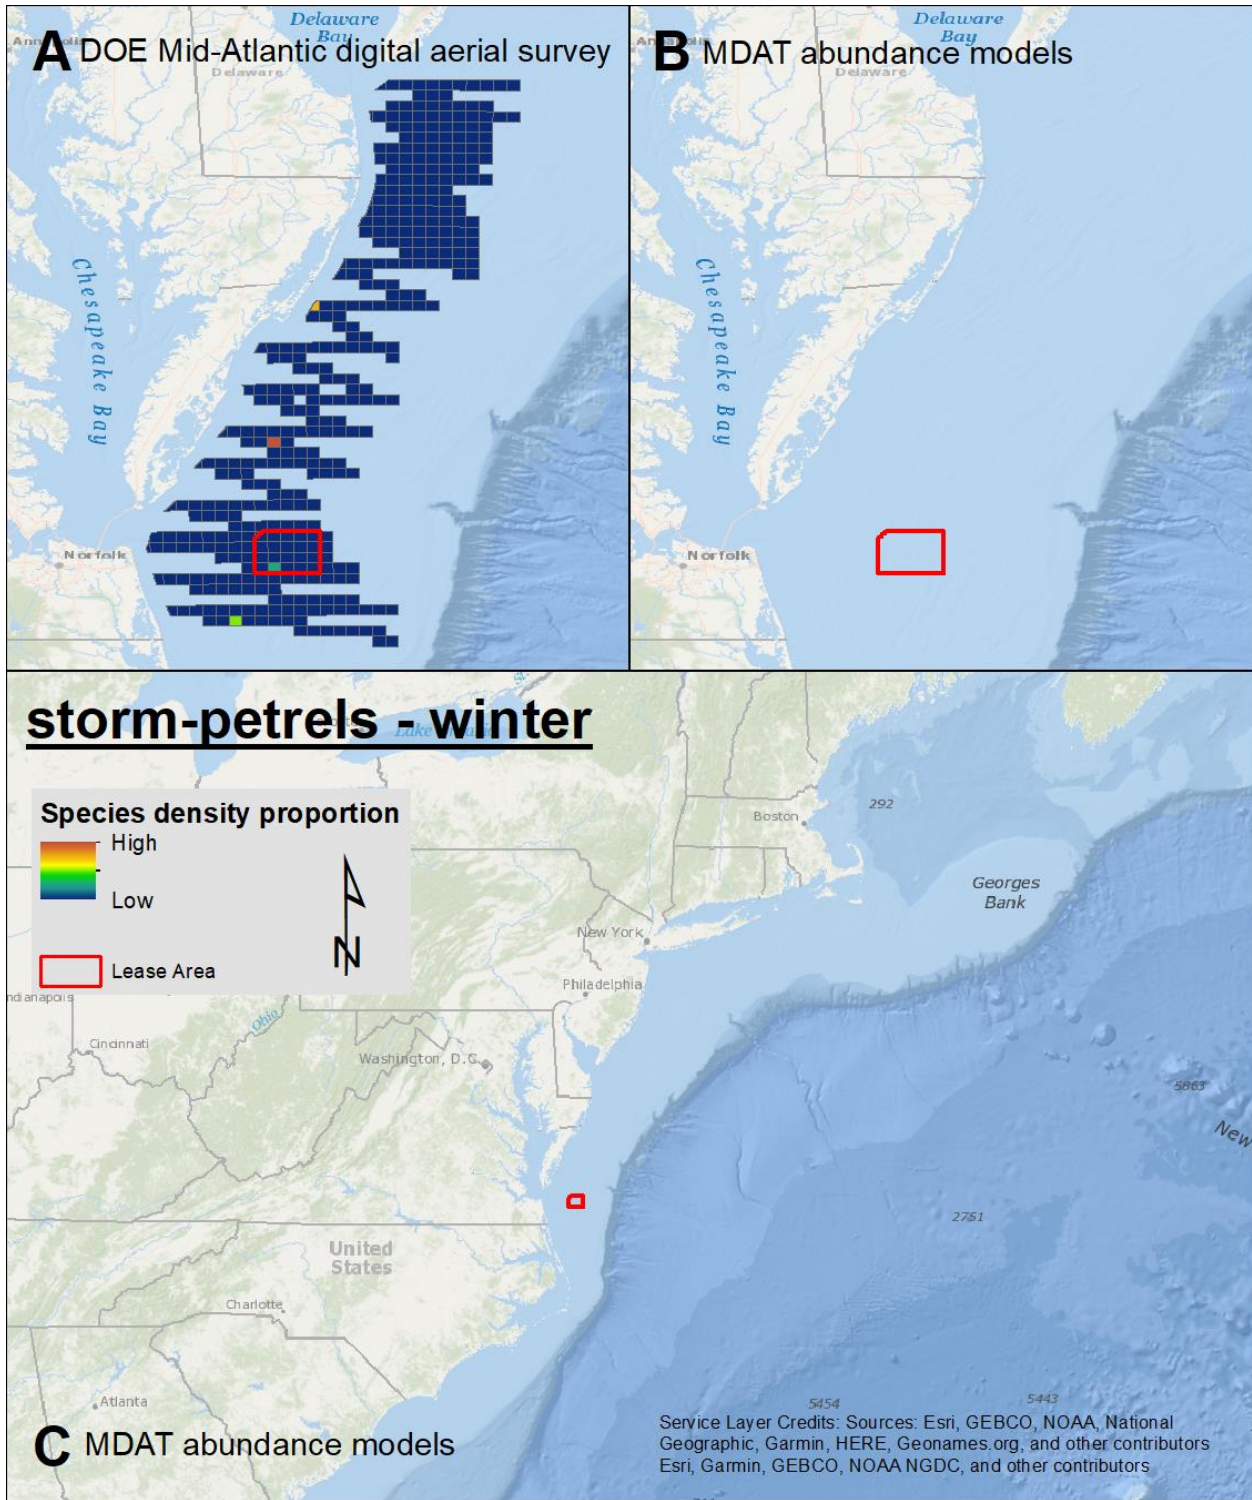 A DOE Mid-Atlantic digital aerial survey
Delaware
Bay
Delaware
Chesapeake Bay
Norfolk
B MDAT abundance models
Delaware
Bay
Delaware
Chesapeake Bay
Norfolk
storm-petrels - winter
Species density proportion
High
Low
Lease Area
N
292
Boston
Georges
Bank
New York
Philadelphia
Indianapolis
Ohio
Cincinnati
Washington, D.C.
5863
New
2751
United
States
Charlotte
Atlanta
5454
5443
C MDAT abundance models
Service Layer Credits: Sources: Esri, GEBCO, NOAA, National
Geographic, Garmin, HERE, Geonames.org, and other contributors
Esri, Garmin, GEBCO, NOAA NGDC, and other contributors